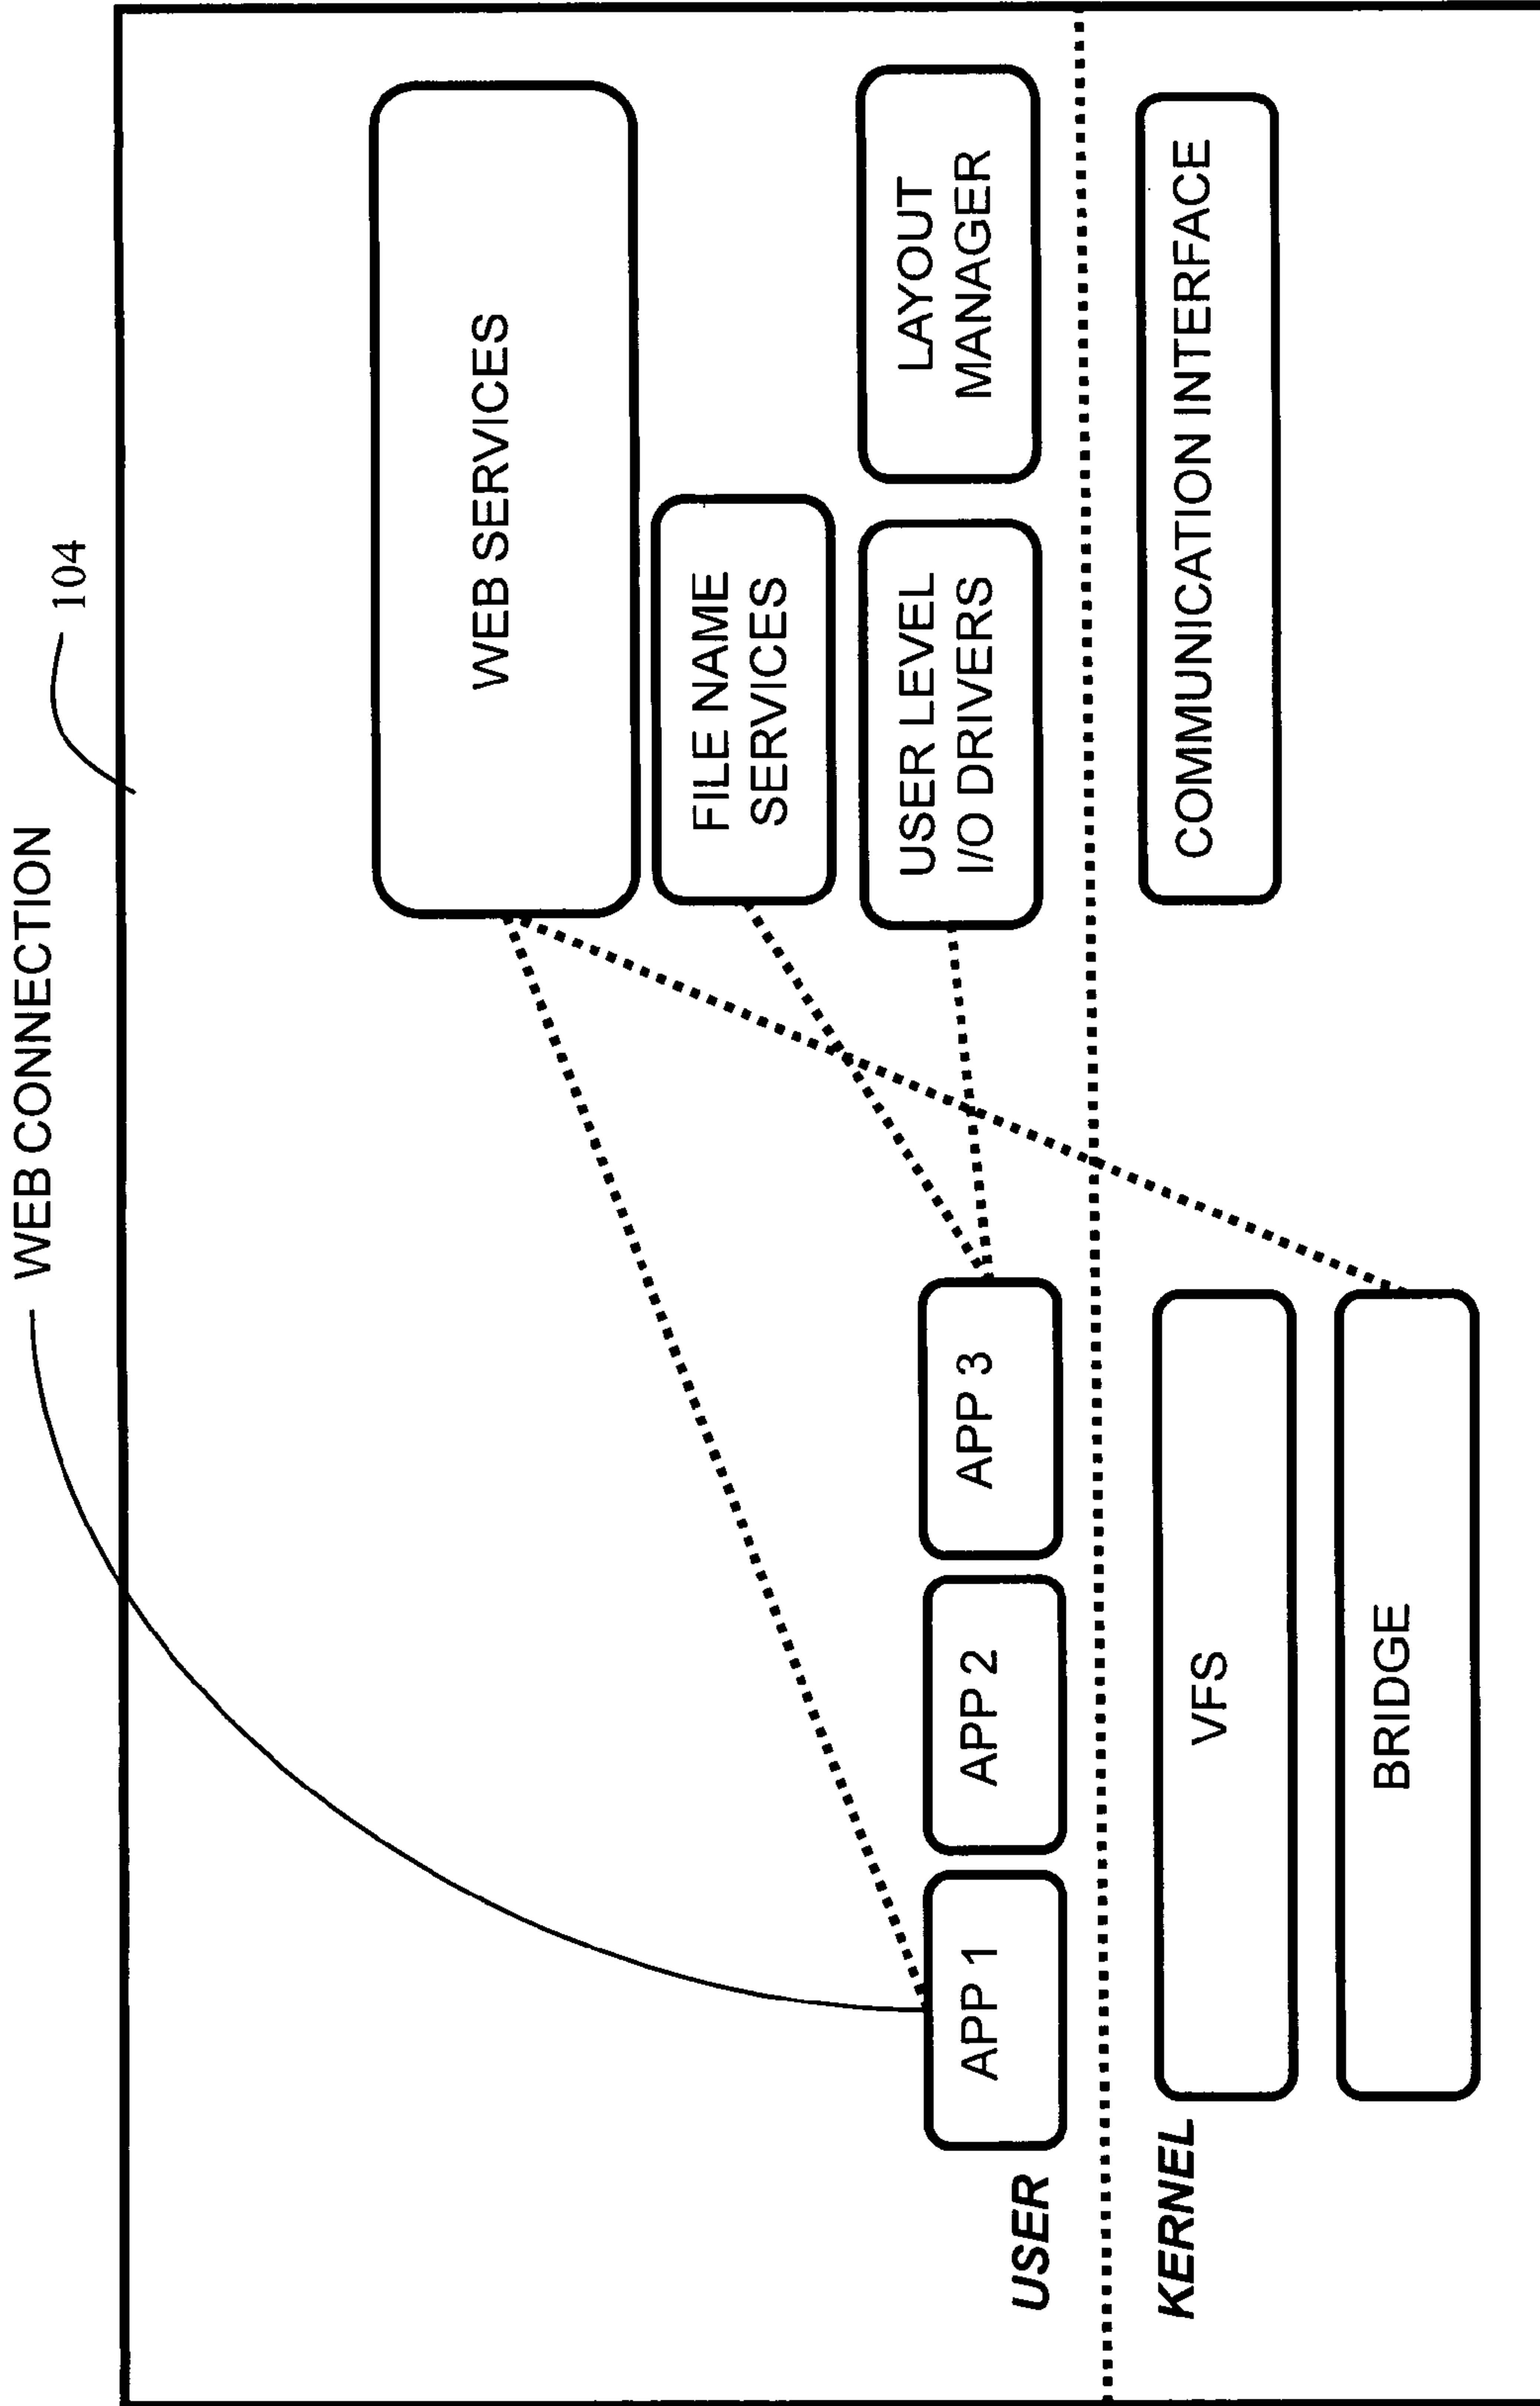 WEB CONNECTION
104
WEB SERVICES
FILE NAME
SERVICES
USER LEVEL
I/O DRIVERS
LAYOUT
MANAGER
APP 1
APP 2
APP 3
USER
KERNEL
VFS
COMMUNICATION INTERFACE
BRIDGE